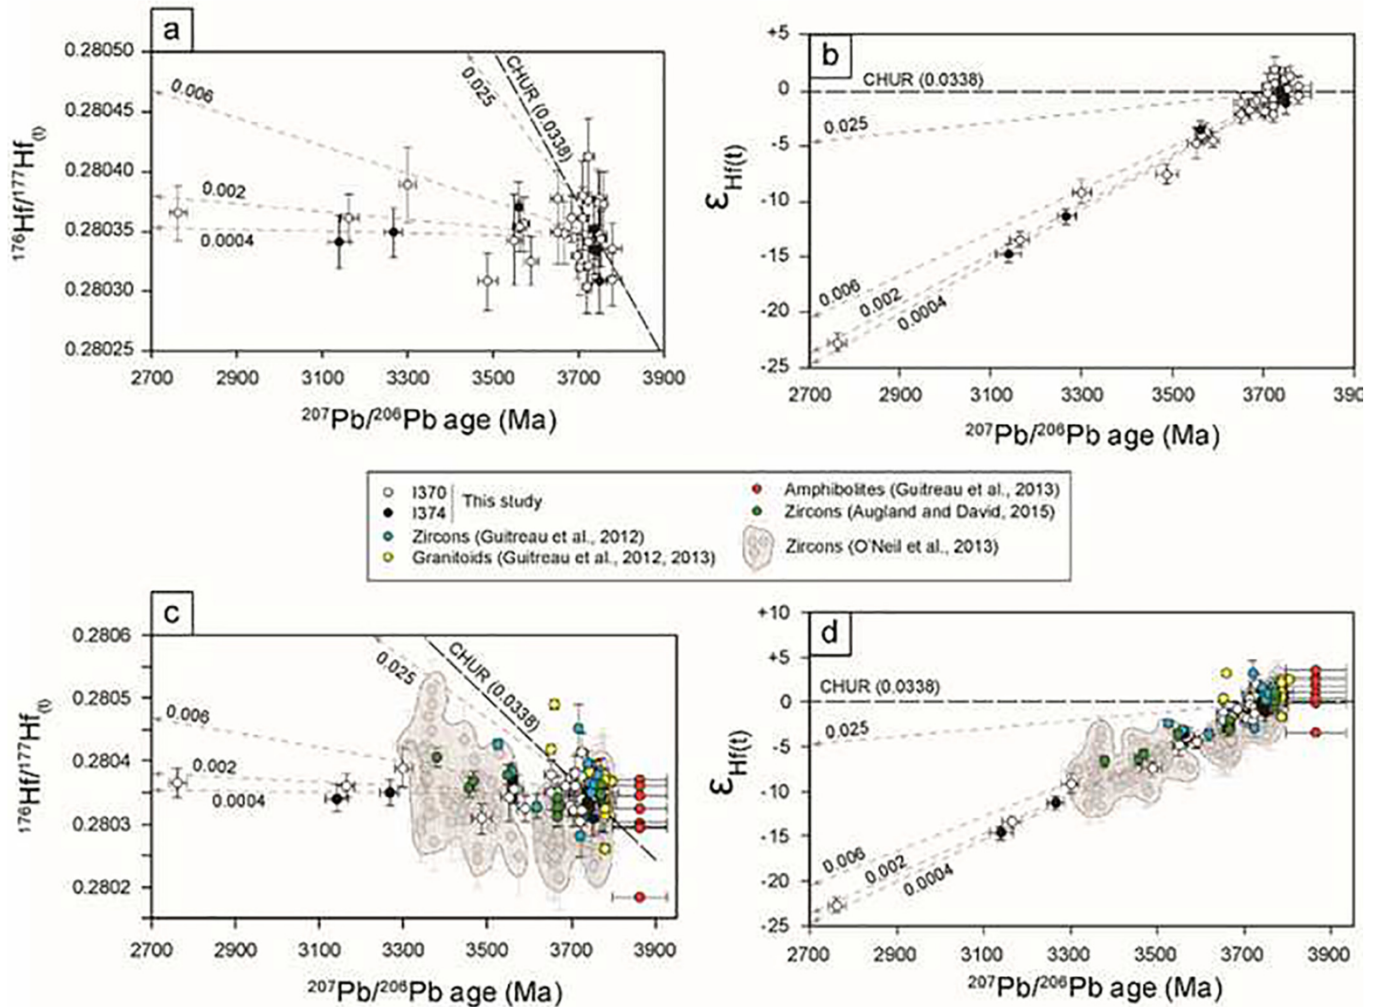 a
0.28050
0.28045
0.28040
0.28035
0.28030
0.28025
176Hf/177Hf(t)
0.006
0.002
0.0004
0.025
CHUR (0.0338)
2700 2900 3100 3300 3500 3700 3900
207Pb/206Pb age (Ma)
b
+5
0
-5
-10
-15
-20
-25
εHf(t)
CHUR (0.0338)
0.025
0.006
0.002
0.0004
2700 2900 3100 3300 3500 3700 390
207Pb/206Pb age (Ma)
I370
I374
This study
Zircons (Guitreau et al., 2012)
Granitoids (Guitreau et al., 2012, 2013)
Amphibolites (Guitreau et al., 2013)
Zircons (Augland and David, 2015)
Zircons (O'Neil et al., 2013)
c
0.2806
0.2805
0.2804
0.2803
0.2802
176Hf/177Hf(t)
CHUR (0.0338)
0.025
0.006
0.002
0.0004
2700 2900 3100 3300 3500 3700 3900
207Pb/206Pb age (Ma)
d
+10
+5
0
-5
-10
-15
-20
-25
εHf(t)
CHUR (0.0338)
0.025
0.006
0.002
0.0004
2700 2900 3100 3300 3500 3700 3900
207Pb/206Pb age (Ma)